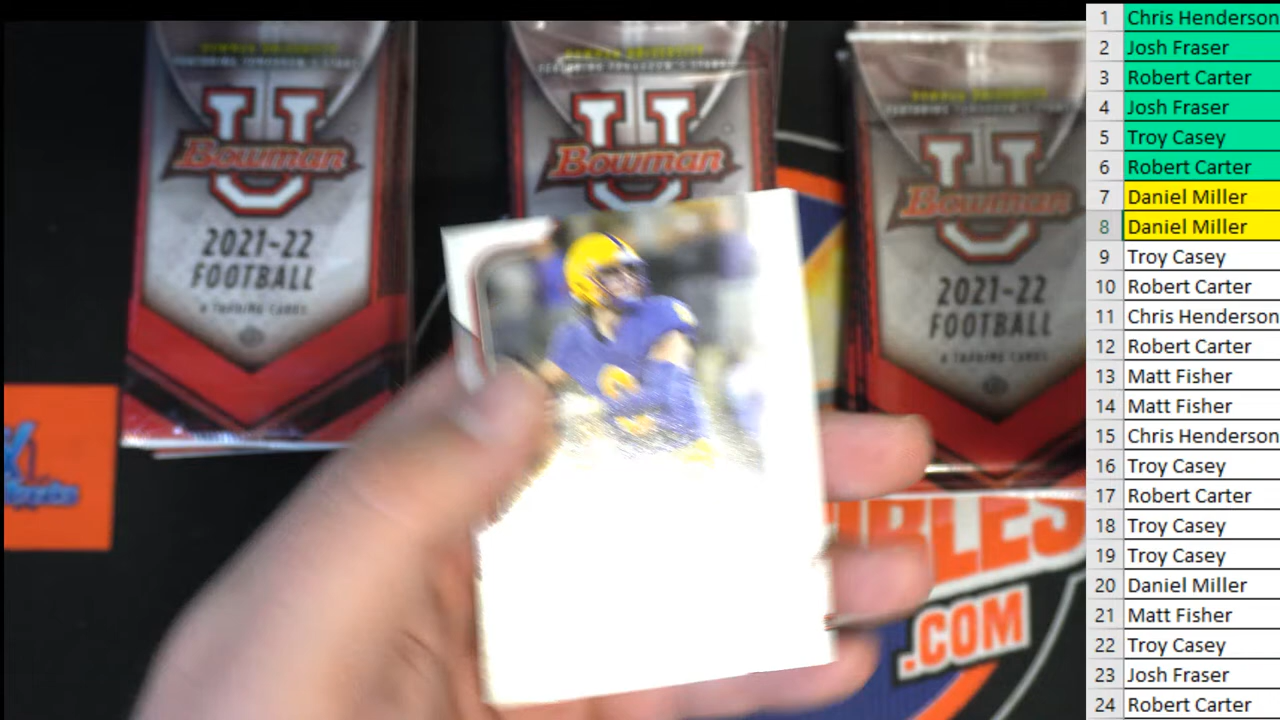 U
Bowman
2021-22
FOOTBALL
U
Bowman
U
Bowman
2021-22
FOOTBALL
IBLES
.COM
1 Chris Henderson
2 Josh Fraser
3 Robert Carter
4 Josh Fraser
5 Troy Casey
6 Robert Carter
7 Daniel Miller
8 Daniel Miller
9 Troy Casey
10 Robert Carter
11 Chris Henderson
12 Robert Carter
13 Matt Fisher
14 Matt Fisher
15 Chris Henderson
16 Troy Casey
17 Robert Carter
18 Troy Casey
19 Troy Casey
20 Daniel Miller
21 Matt Fisher
22 Troy Casey
23 Josh Fraser
24 Robert Carter